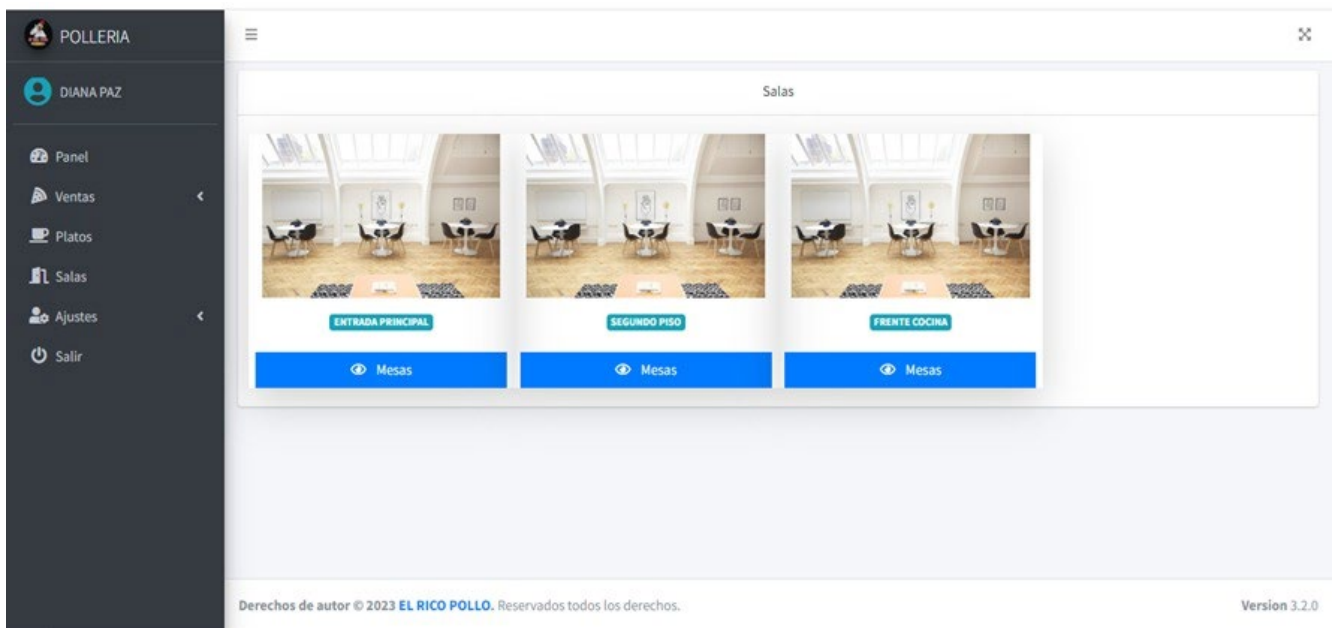 POLLERIA
DIANA PAZ
Panel
Ventas
Platos
Salas
Ajustes
Salir
Salas
ENTRADA PRINCIPAL
SEGUNDO PISO
FRENTE COCINA
Mesas
Mesas
Mesas
Derechos de autor © 2023 EL RICO POLLO. Reservados todos los derechos.
Version 3.2.0